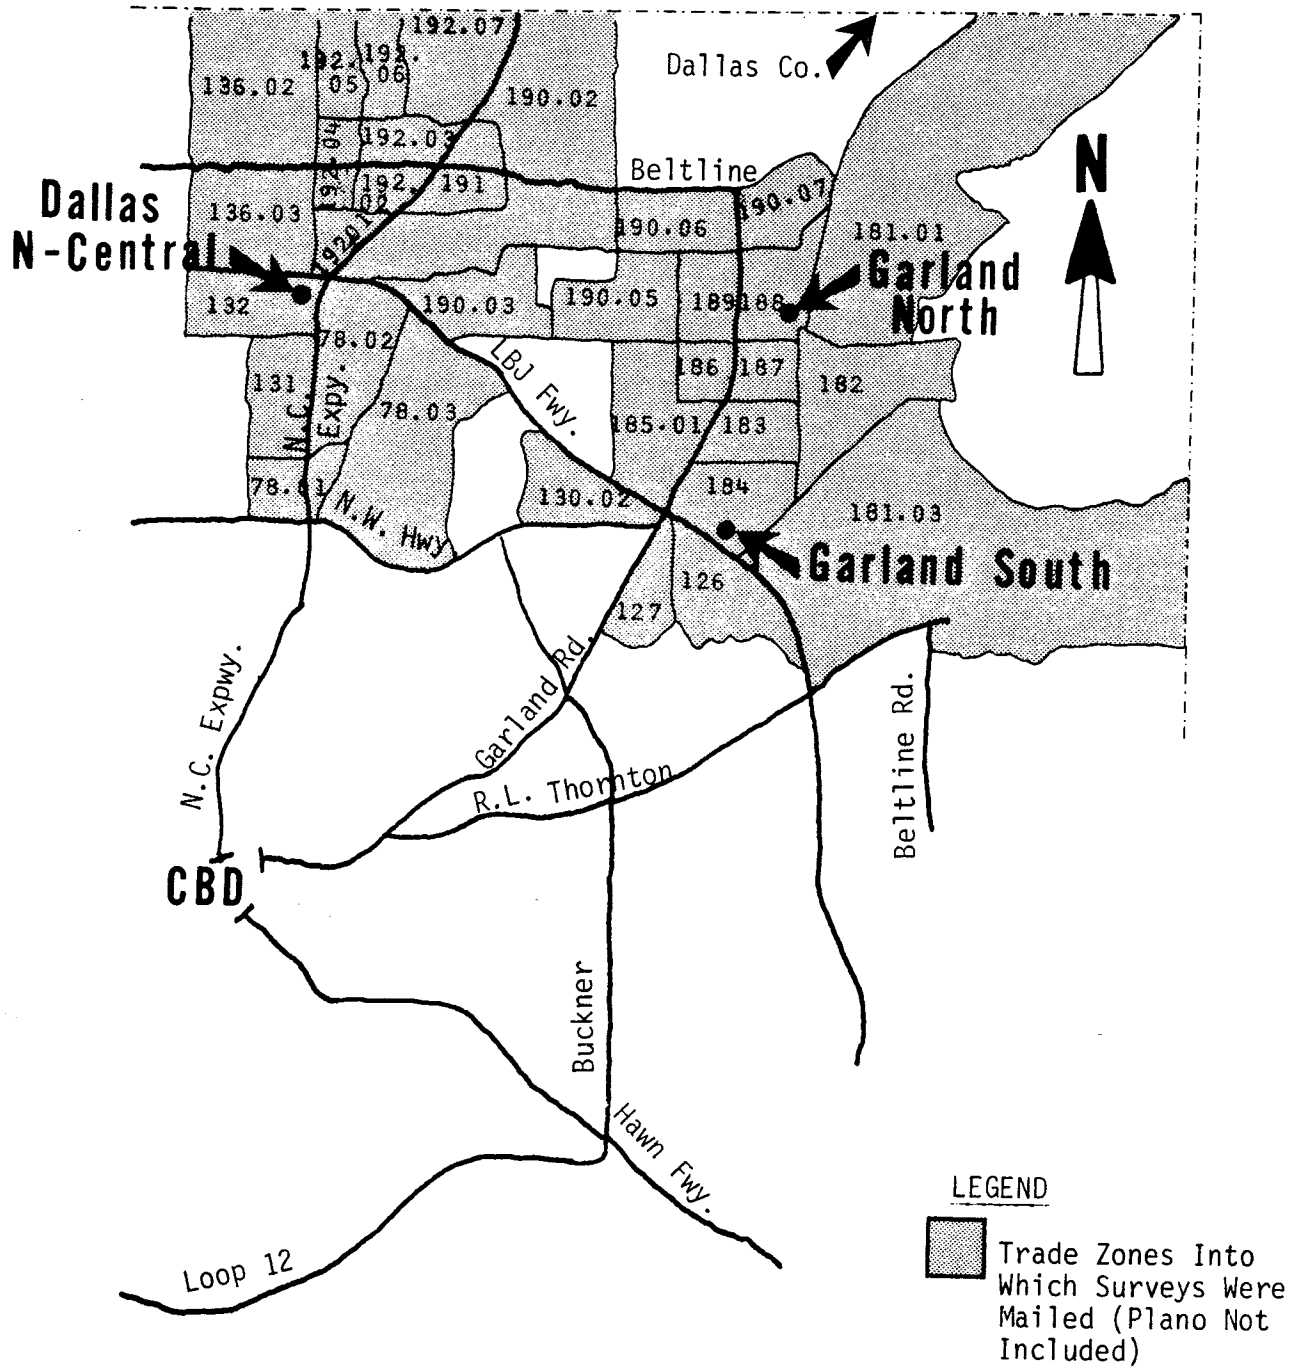 192.07
192.
05
192.
06
136.02
190.02
Dallas Co.
N
192.04
192.03
Beltline
192.
02
191
190.07
Dallas
N-Central
136.03
19201
190.06
181.01
Garland
North
132
190.03
190.05
189
188
78.02
LBJ Fwy.
186
187
182
131
N.C.
Expy.
78.03
185.01
183
78.01
N.W. Hwy
130.02
184
181.03
Garland South
126
127
Garland Rd.
N.C. Expwy.
Beltline Rd.
R.L. Thornton
CBD
Buckner
Hawn Fwy.
Loop 12
LEGEND
Trade Zones Into
Which Surveys Were
Mailed (Plano Not
Included)